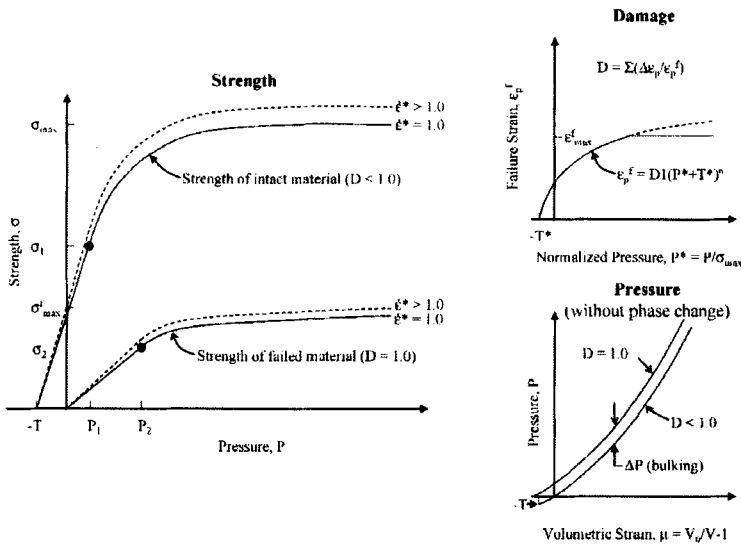 Strength
σmax
ε̇* > 1.0
ε̇* = 1.0
Strength of intact material (D < 1.0)
Strength, σ
σ1
σfmax
ε̇* > 1.0
ε̇* = 1.0
σ2
Strength of failed material (D = 1.0)
-T
P1
P2
Pressure, P
Damage
D = Σ(Δεp/εpf)
Failure Strain, εpf
εfmax
εpf = D1(P*+T*)n
-T*
Normalized Pressure, P* = P/σmax
Pressure
(without phase change)
D = 1.0
Pressure, P
D < 1.0
ΔP (bulking)
-T
Volumetric Strain, μ = V0/V-1